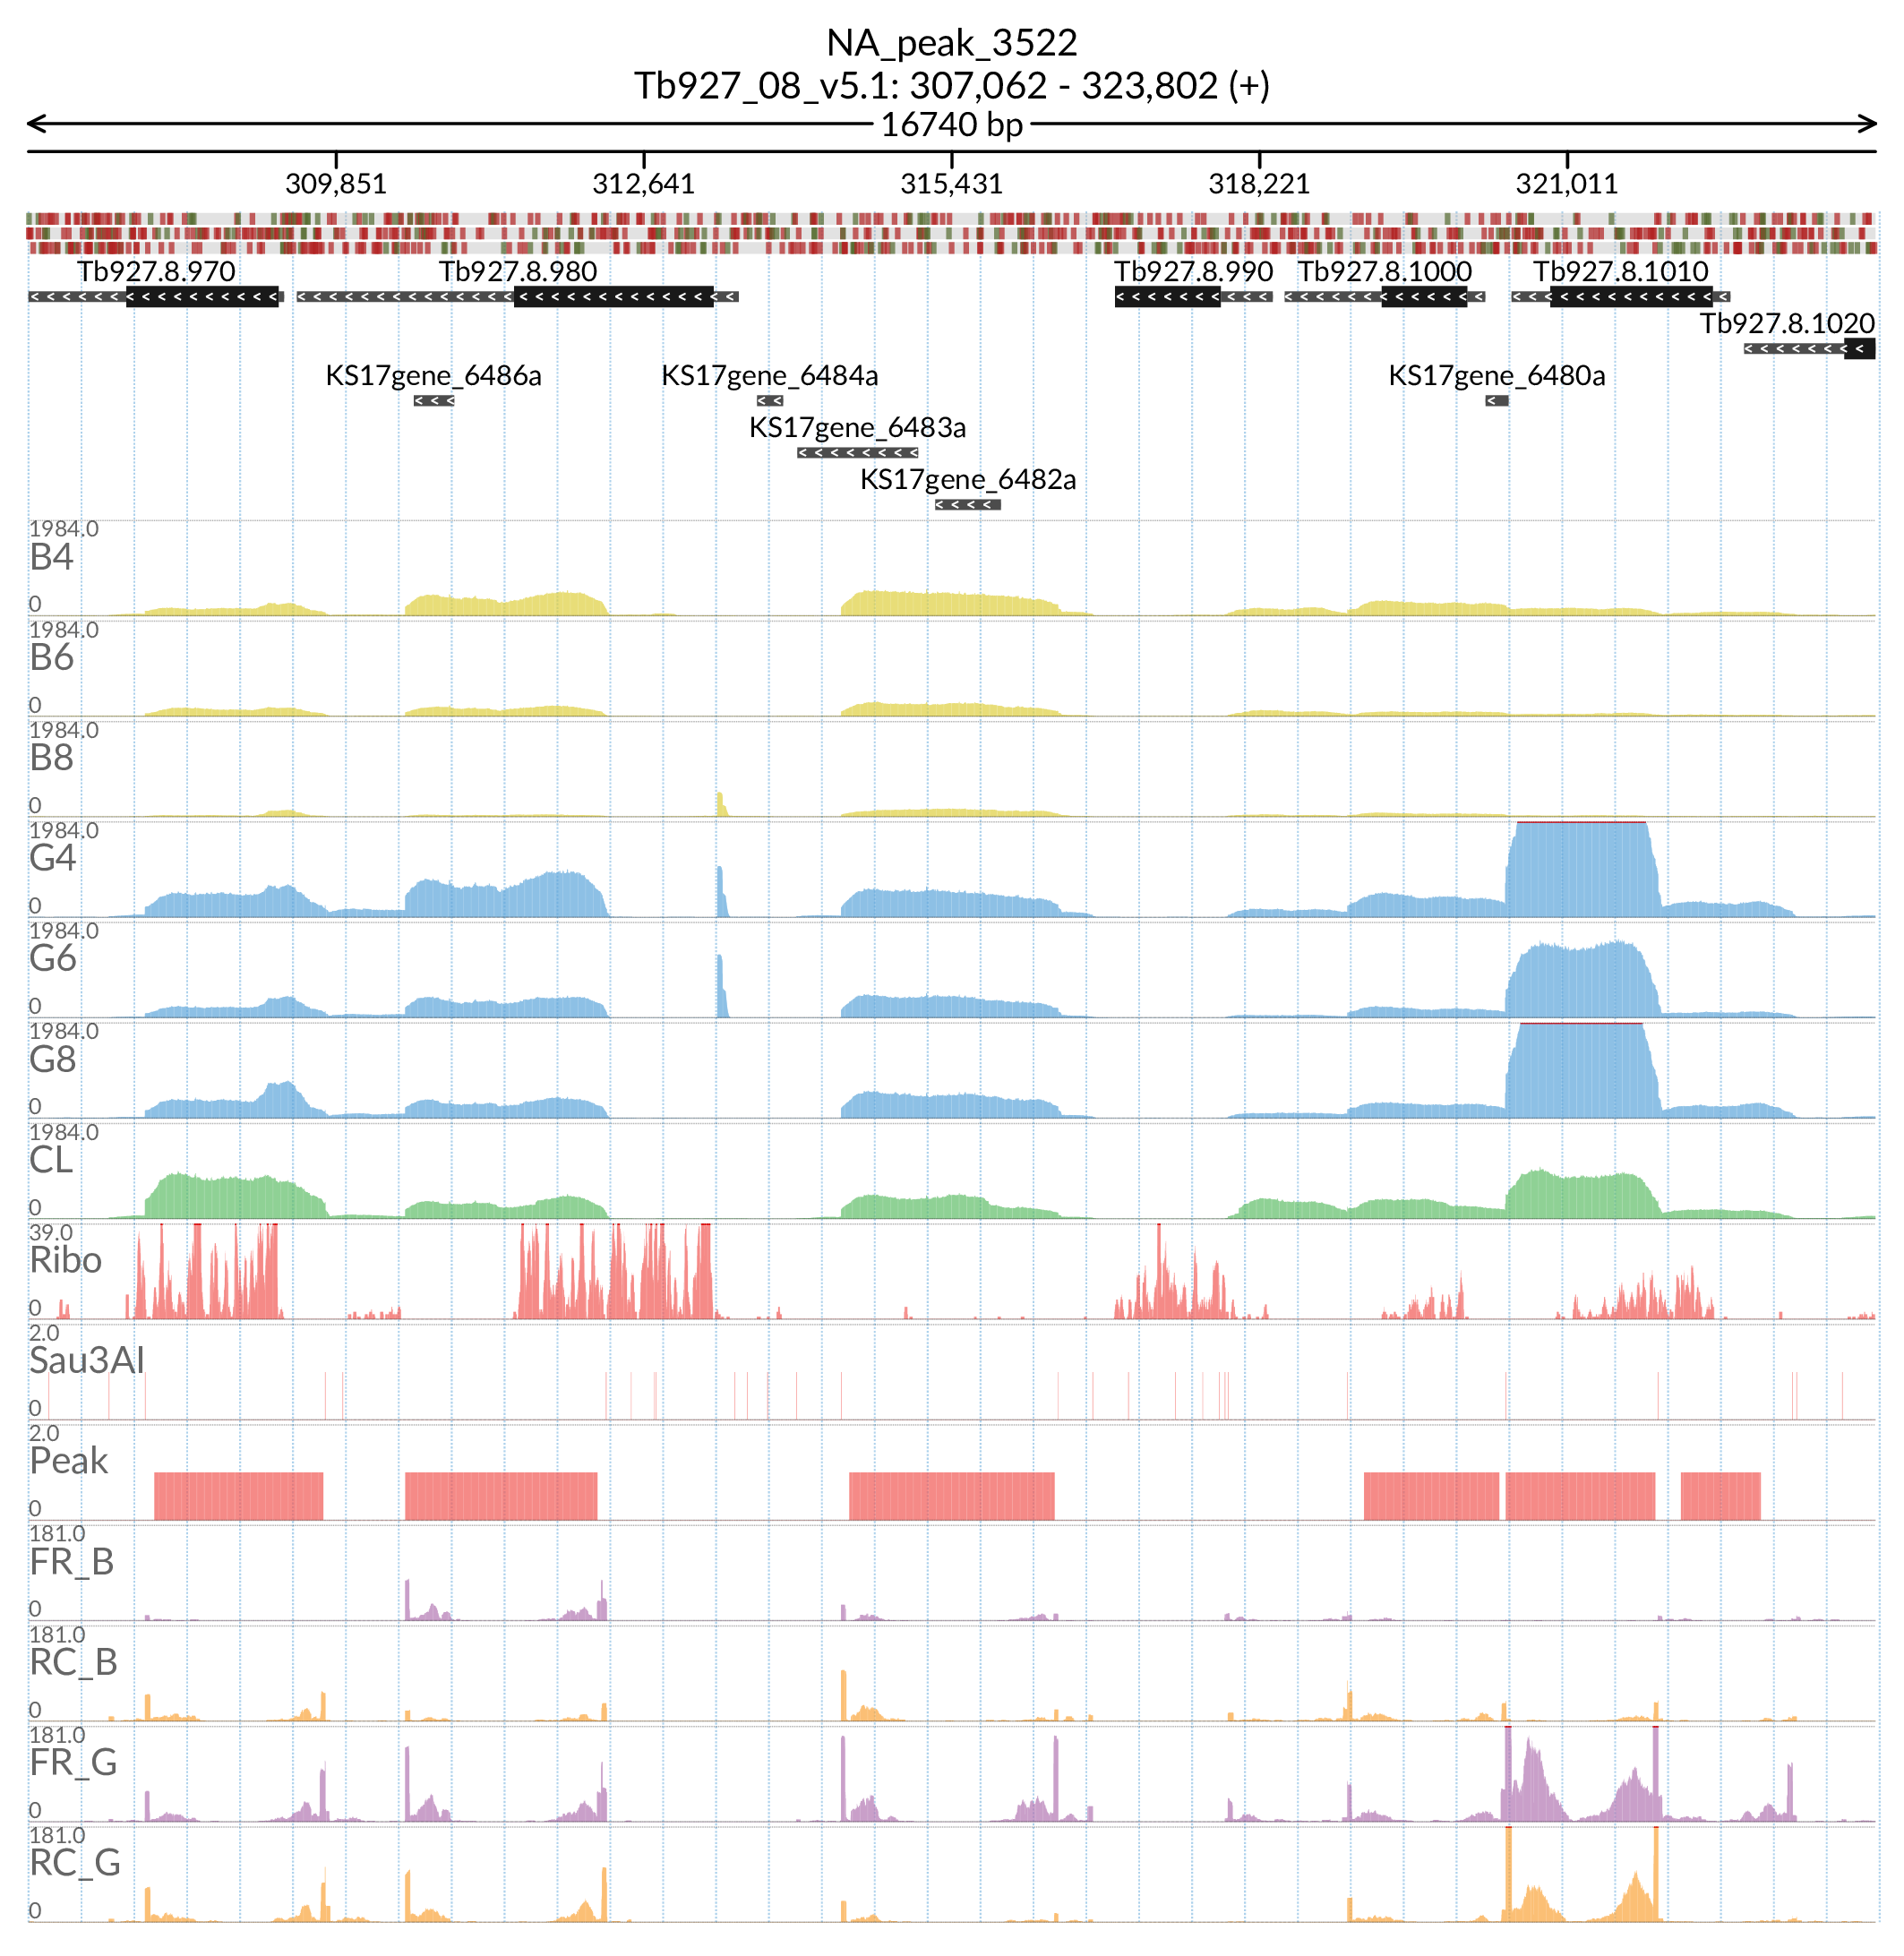 NA_peak_3522
Tb927_08_v5.1: 307,062 - 323,802 (+)
16740 bp
309,851 312,641 315,431 318,221 321,011
Tb927.8.970 Tb927.8.980 Tb927.8.990 Tb927.8.1000 Tb927.8.1010
Tb927.8.1020
KS17gene_6486a KS17gene_6484a KS17gene_6480a
KS17gene_6483a
KS17gene_6482a
1984.0
B4
0
1984.0
B6
0
1984.0
B8
0
1984.0
G4
0
1984.0
G6
0
1984.0
G8
0
1984.0
CL
0
39.0
Ribo
0
2.0
Sau3AI
0
2.0
Peak
0
181.0
FR_B
0
181.0
RC_B
0
181.0
FR_G
0
181.0
RC_G
0